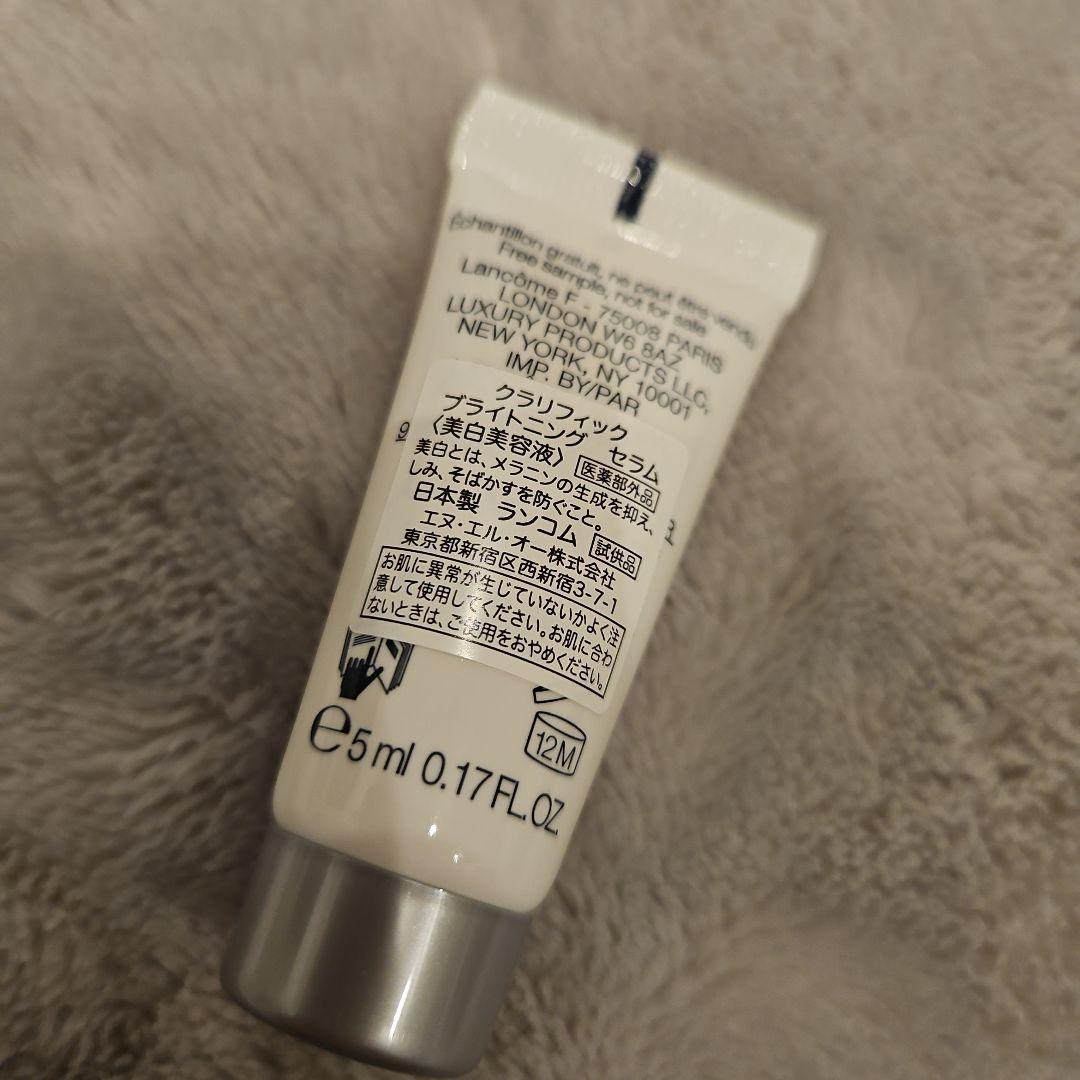 Échantillon gratuit, ne peut être vendu
Free sample, not for sale
Lancôme F - 75008 PARIS
LONDON W6 8AZ
LUXURY PRODUCTS LLC,
NEW YORK, NY 10001
IMP. BY/PAR
クラリフィック
ブライトニング セラム
〈美白美容液〉 医薬部外品
美白とは、メラニンの生成を抑え、
しみ、そばかすを防ぐこと。
日本製 ランコム 試供品
エヌ・エル・オー株式会社
東京都新宿区西新宿3-7-1
お肌に異常が生じていないかよく注
意して使用してください。お肌に合わ
ないときは、ご使用をおやめください。
12M
℮5ml 0.17FL.OZ.